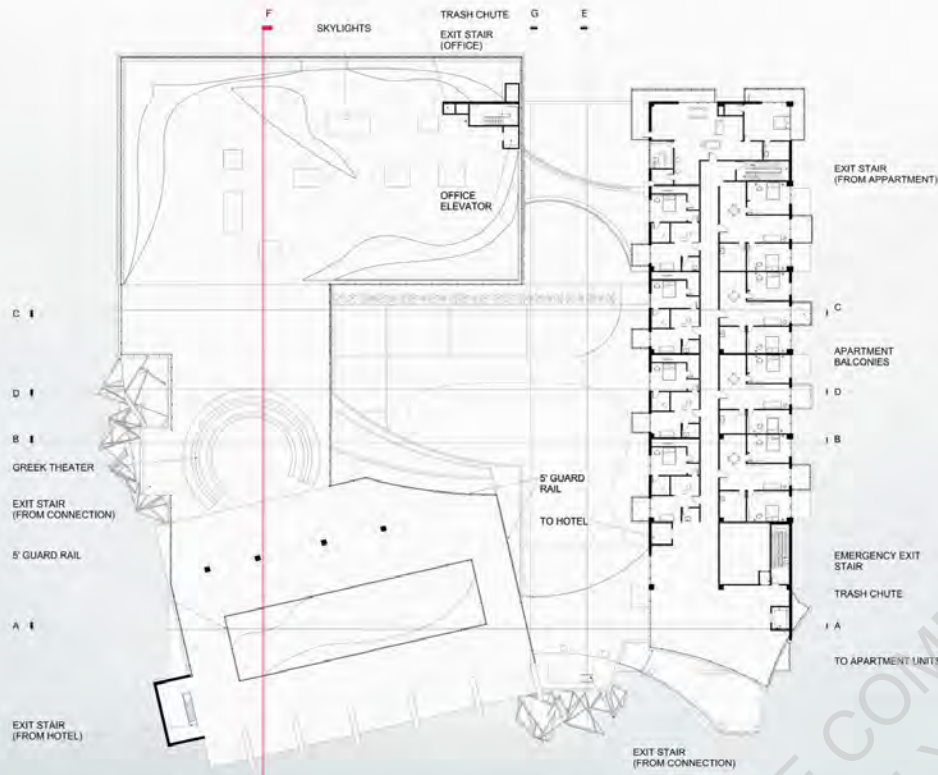 F
SKYLIGHTS
TRASH CHUTE
G
E
EXIT STAIR
(OFFICE)
OFFICE
ELEVATOR
EXIT STAIR
(FROM APPARTMENT)
C
C
APARTMENT
BALCONIES
D
D
B
B
GREEK THEATER
5' GUARD
RAIL
EXIT STAIR
(FROM CONNECTION)
TO HOTEL
5' GUARD RAIL
EMERGENCY EXIT
STAIR
TRASH CHUTE
A
A
TO APARTMENT UNITS
EXIT STAIR
(FROM HOTEL)
EXIT STAIR
(FROM CONNECTION)